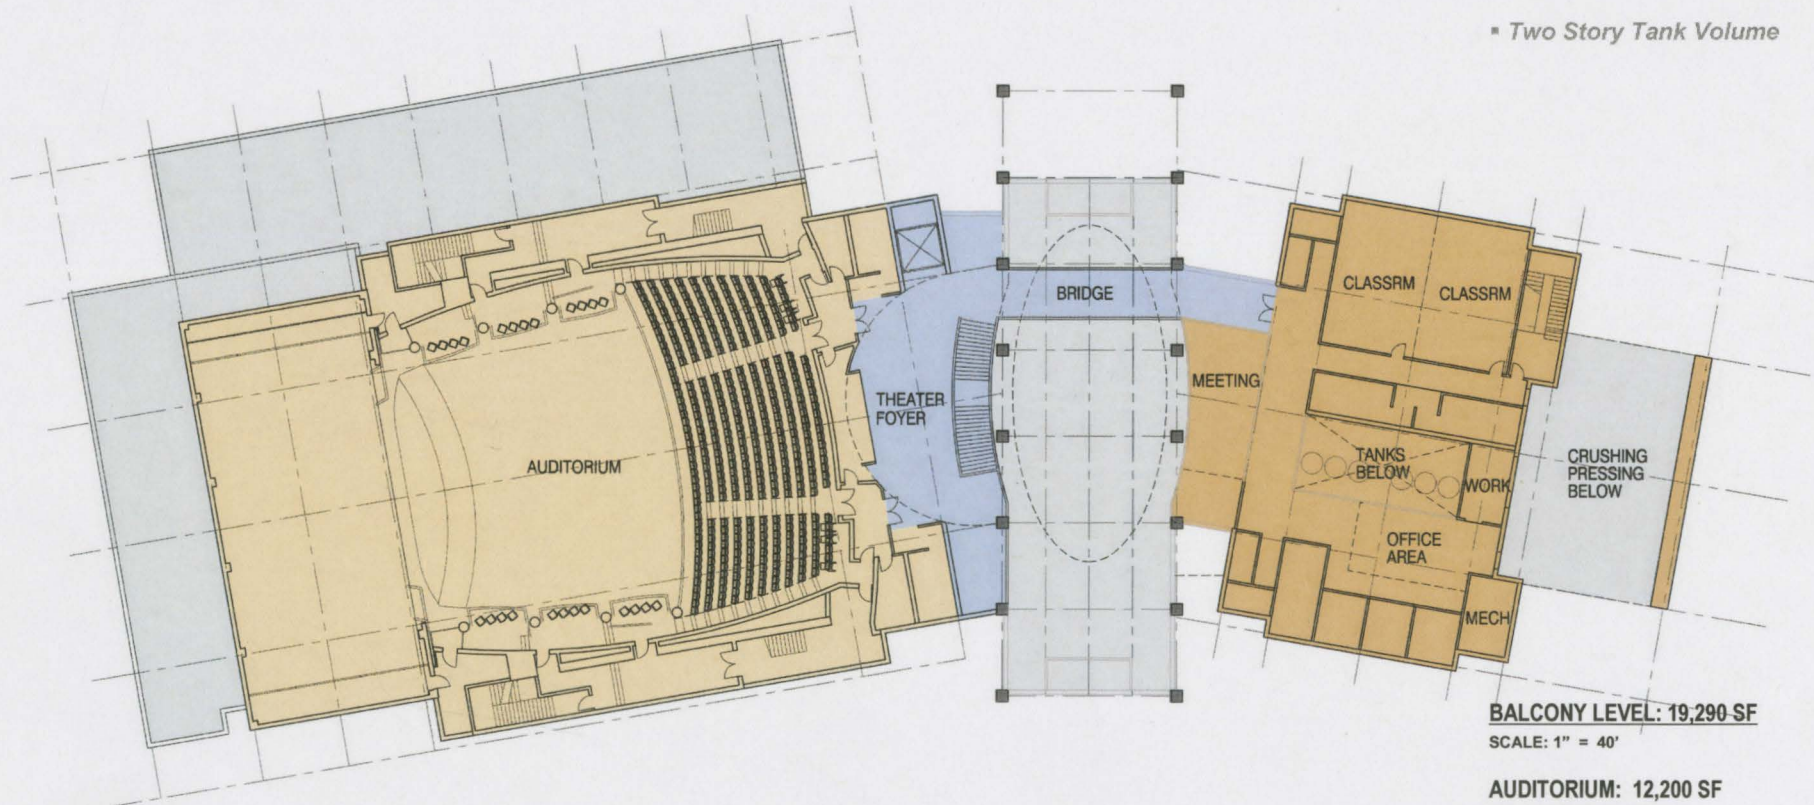 ▪ Two Story Tank Volume
CLASSRM
CLASSRM
BRIDGE
MEETING
THEATER
FOYER
AUDITORIUM
TANKS
BELOW
WORK
CRUSHING
PRESSING
BELOW
OFFICE
AREA
MECH
BALCONY LEVEL: 19,290 SF
SCALE: 1” = 40’
AUDITORIUM: 12,200 SF